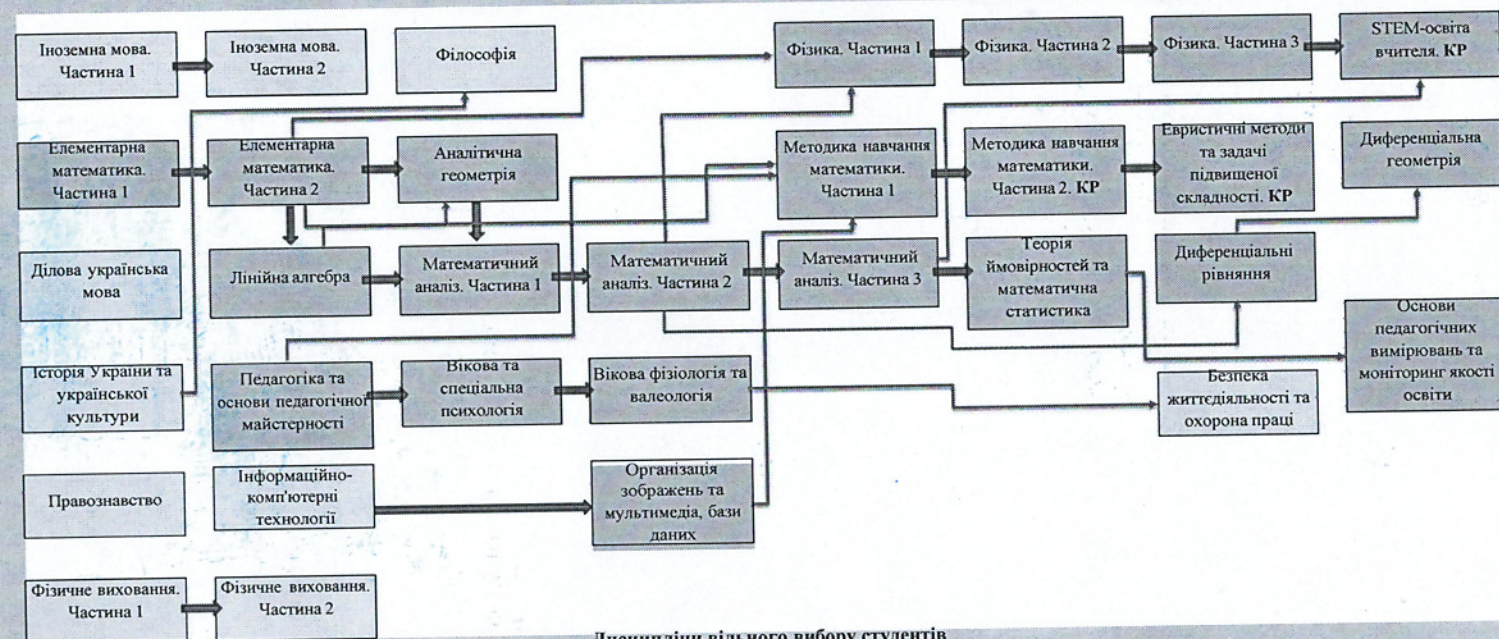 Іноземна мова.
Частина 1
Іноземна мова.
Частина 2
Філософія
Фізика. Частина 1
Фізика. Частина 2
Фізика. Частина 3
STEM-освіта
вчителя. КР
Елементарна
математика.
Частина 1
Елементарна
математика.
Частина 2
Аналітична
геометрія
Методика навчання
математики.
Частина 1
Методика навчання
математики.
Частина 2. КР
Евристичні методи
та задачі
підвищеної
складності. КР
Диференціальна
геометрія
Ділова українська
мова
Лінійна алгебра
Математичний
аналіз. Частина 1
Математичний
аналіз. Частина 2
Математичний
аналіз. Частина 3
Теорія
ймовірностей та
математична
статистика
Диференціальні
рівняння
Основи
педагогічних
вимірювань та
моніторинг якості
освіти
Історія України та
української
культури
Педагогіка та
основи педагогічної
майстерності
Вікова та
спеціальна
психологія
Вікова фізіологія та
валеологія
Безпека
життєдіяльності та
охорона праці
Правознавство
Інформаційно-
комп'ютерні
технології
Організація
зображень та
мультимедіа, бази
даних
Фізичне виховання.
Частина 1
Фізичне виховання.
Частина 2
Дисципліни вільного вибору студентів